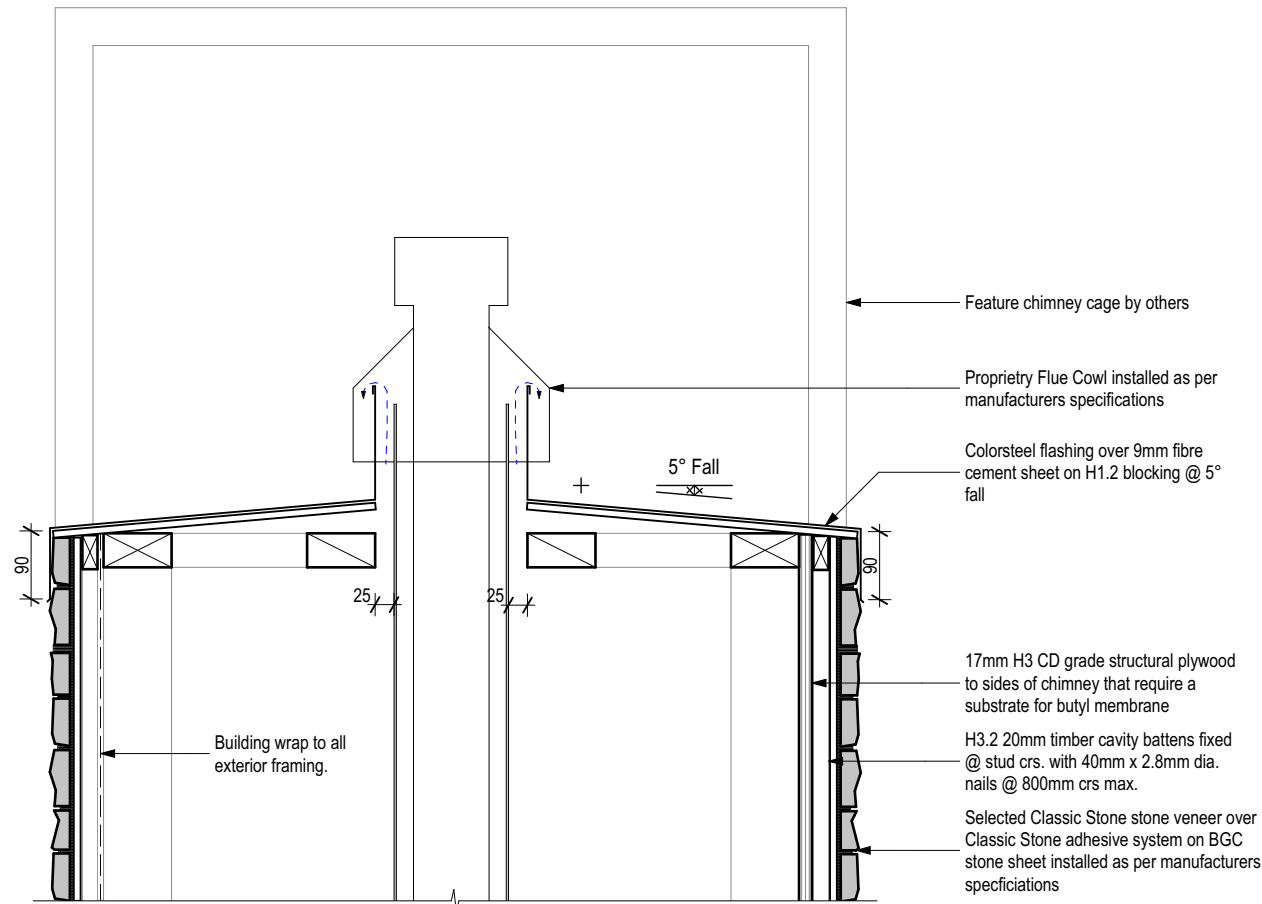 Feature chimney cage by others
Proprietry Flue Cowl installed as per
manufacturers specifications
Colorsteel flashing over 9mm fibre
cement sheet on H1.2 blocking @ 5°
fall
5° Fall
90
90
25
25
17mm H3 CD grade structural plywood
to sides of chimney that require a
substrate for butyl membrane
Building wrap to all
exterior framing.
H3.2 20mm timber cavity battens fixed
@ stud crs. with 40mm x 2.8mm dia.
nails @ 800mm crs max.
Selected Classic Stone stone veneer over
Classic Stone adhesive system on BGC
stone sheet installed as per manufacturers
specficiations